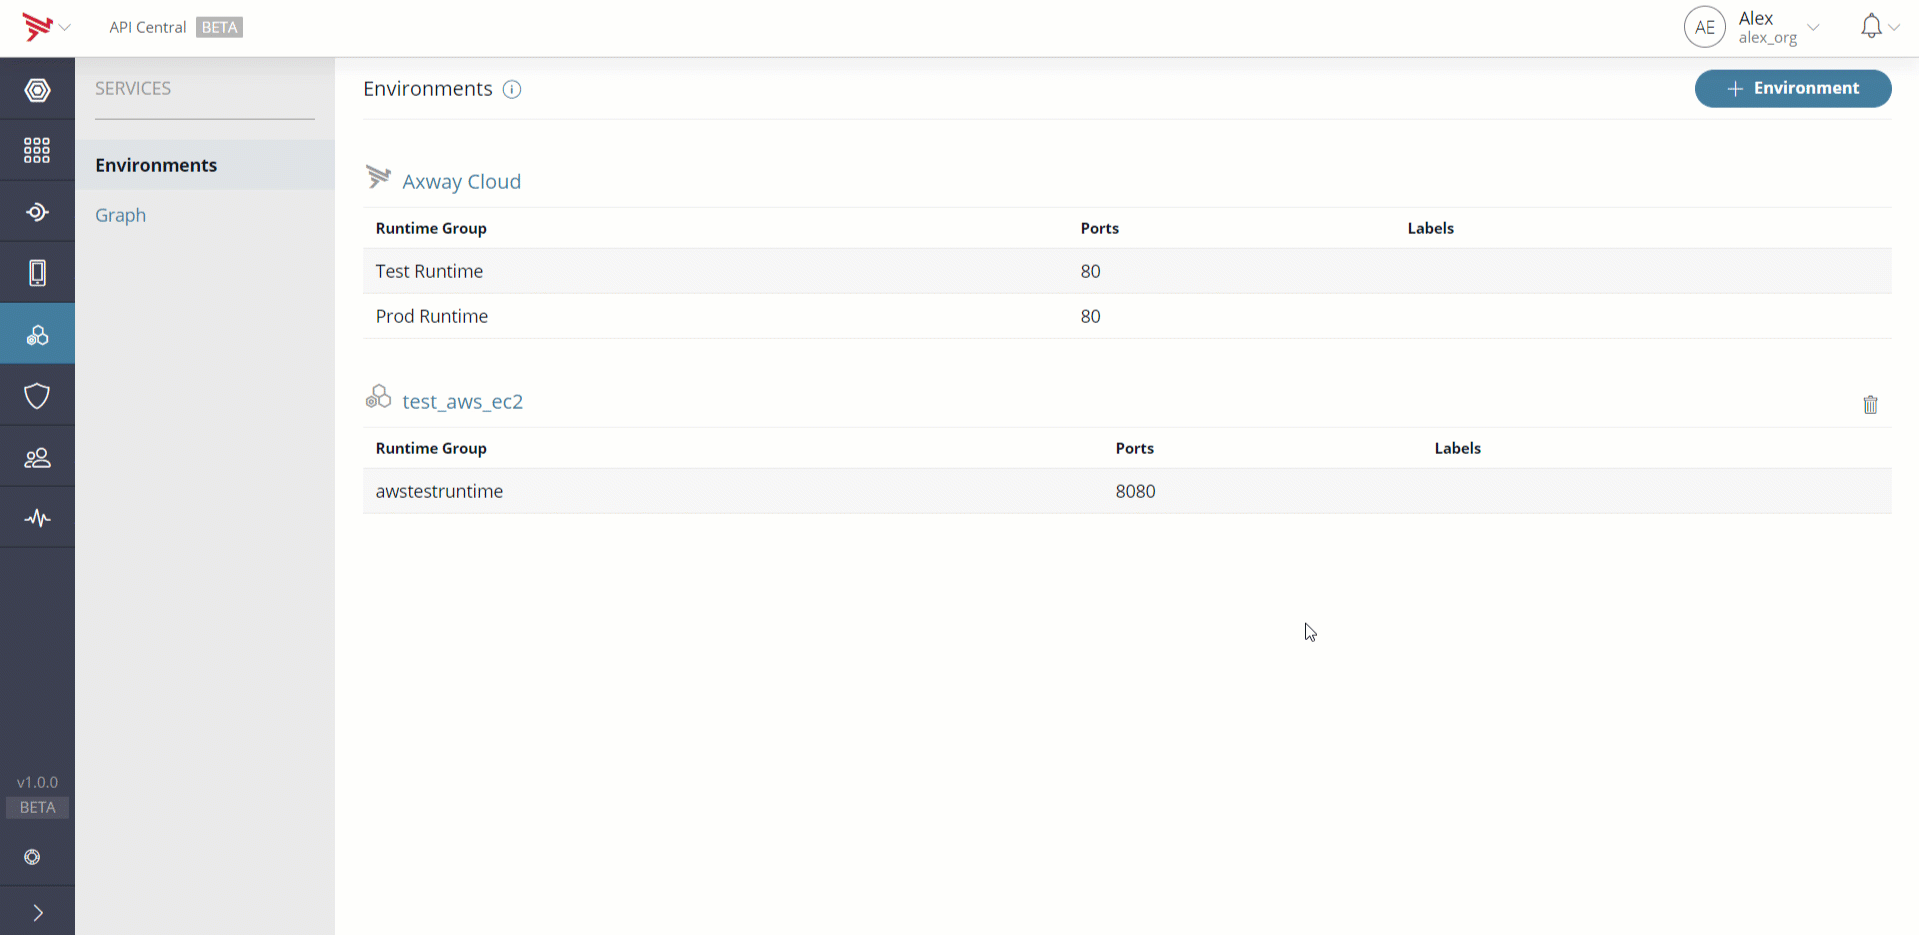 API Central BETA
AE
Alex
alex_org
SERVICES
Environments
Graph
v1.0.0
BETA
Environments
+ Environment
Axway Cloud
Runtime Group Ports Labels
Test Runtime 80
Prod Runtime 80
test_aws_ec2
Runtime Group Ports Labels
awstestruntime 8080